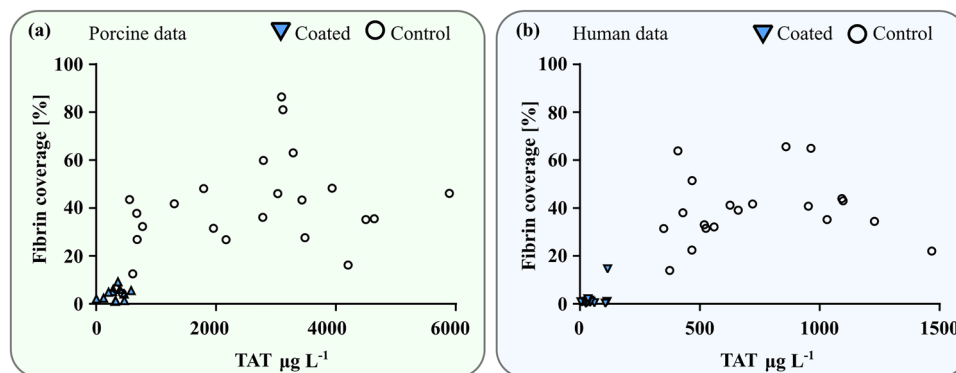 (a) Porcine data Coated Control
100
80
60
40
20
0
Fibrin coverage [%]
0 2000 4000 6000
TAT µg L-1
(b) Human data Coated Control
100
80
60
40
20
0
Fibrin coverage [%]
0 500 1000 1500
TAT µg L-1